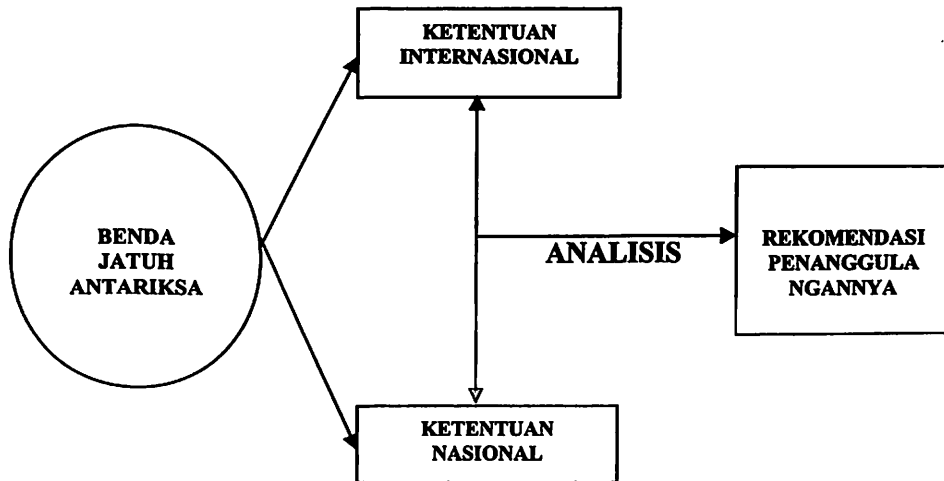 KETENTUAN
INTERNASIONAL
BENDA
JATUH
ANTARIKSA
ANALISIS
REKOMENDASI
PENANGGULA
NGANNYA
KETENTUAN
NASIONAL